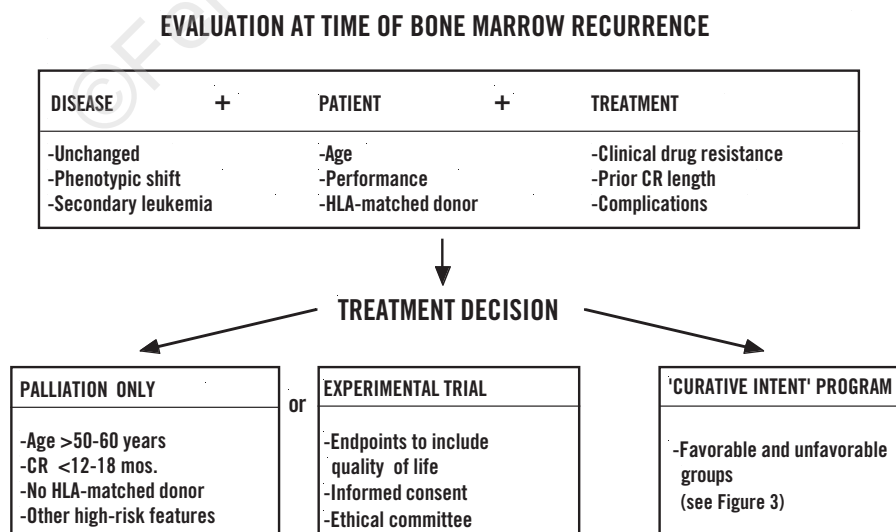 ©Fe
EVALUATION AT TIME OF BONE MARROW RECURRENCE
DISEASE + PATIENT + TREATMENT
-Unchanged -Age -Clinical drug resistance
-Phenotypic shift -Performance -Prior CR length
-Secondary leukemia -HLA-matched donor -Complications
TREATMENT DECISION
PALLIATION ONLY
-Age >50-60 years
-CR <12-18 mos.
-No HLA-matched donor
-Other high-risk features
or
EXPERIMENTAL TRIAL
-Endpoints to include
quality of life
-Informed consent
-Ethical committee
'CURATIVE INTENT' PROGRAM
-Favorable and unfavorable
groups
(see Figure 3)